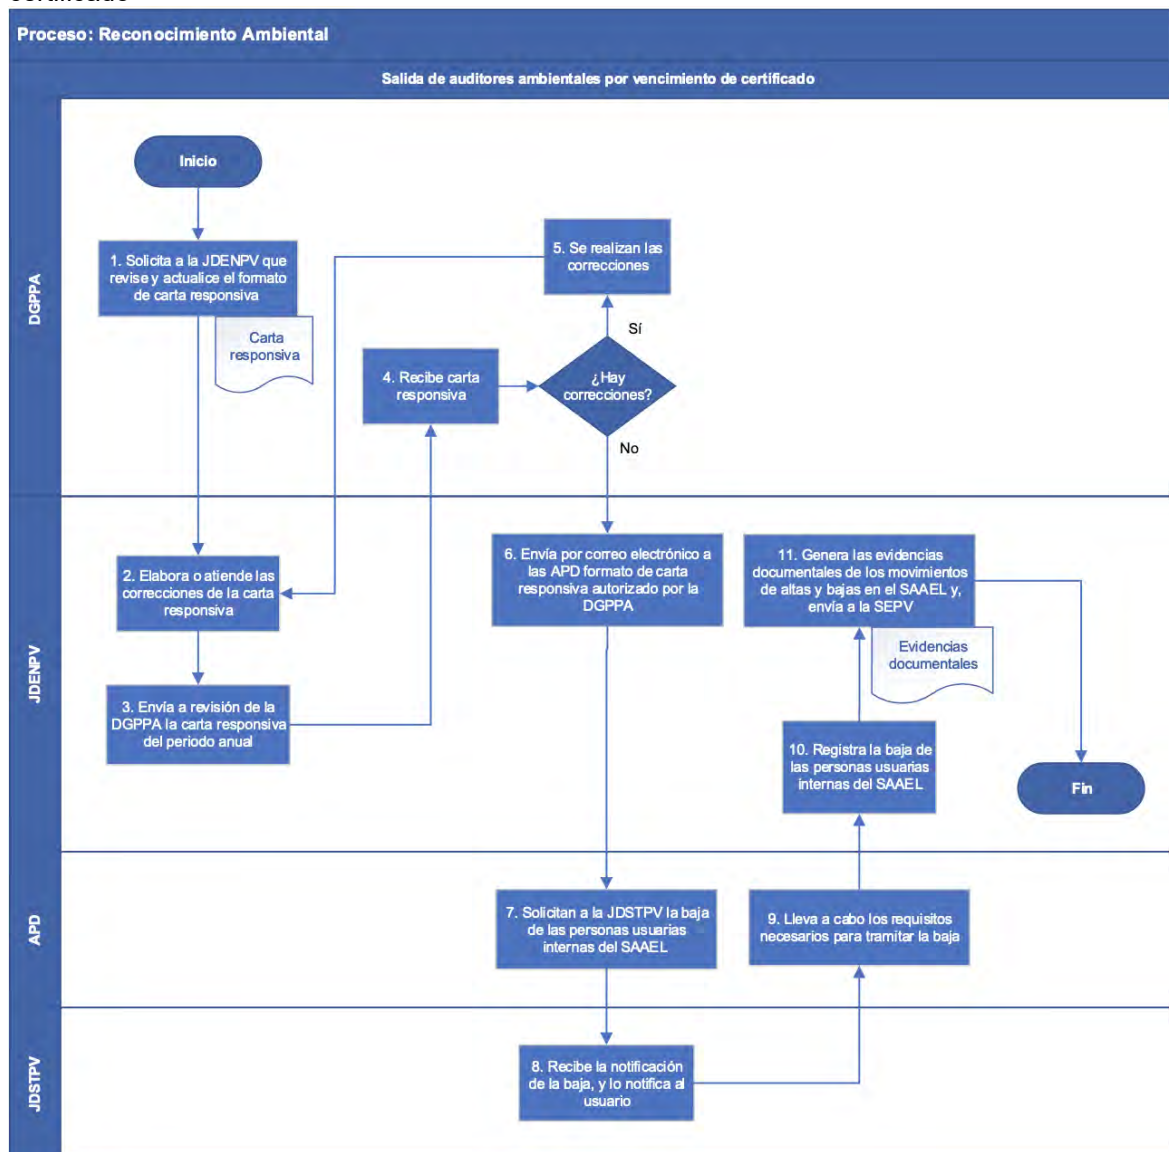 certificado
Proceso: Reconocimiento Ambiental
Salida de auditores ambientales por vencimiento de certificado
DGPPA
Inicio
1. Solicita a la JDENPV que
revise y actualice el formato
de carta responsiva
Carta
responsiva
5. Se realizan las
correcciones
Sí
4. Recibe carta
responsiva
¿Hay
correcciones?
No
JDENPV
2. Elabora o atiende las
correcciones de la carta
responsiva
3. Envía a revisión de la
DGPPA la carta responsiva
del periodo anual
6. Envía por correo electrónico a
las APD formato de carta
responsiva autorizado por la
DGPPA
11. Genera las evidencias
documentales de los movimientos
de altas y bajas en el SAAEL y,
envía a la SEPV
Evidencias
documentales
10. Registra la baja de
las personas usuarias
internas del SAAEL
Fin
APD
7. Solicitan a la JDSTPV la baja
de las personas usuarias
internas del SAAEL
9. Lleva a cabo los requisitos
necesarios para tramitar la baja
JDSTPV
8. Recibe la notificación
de la baja, y lo notifica al
usuario